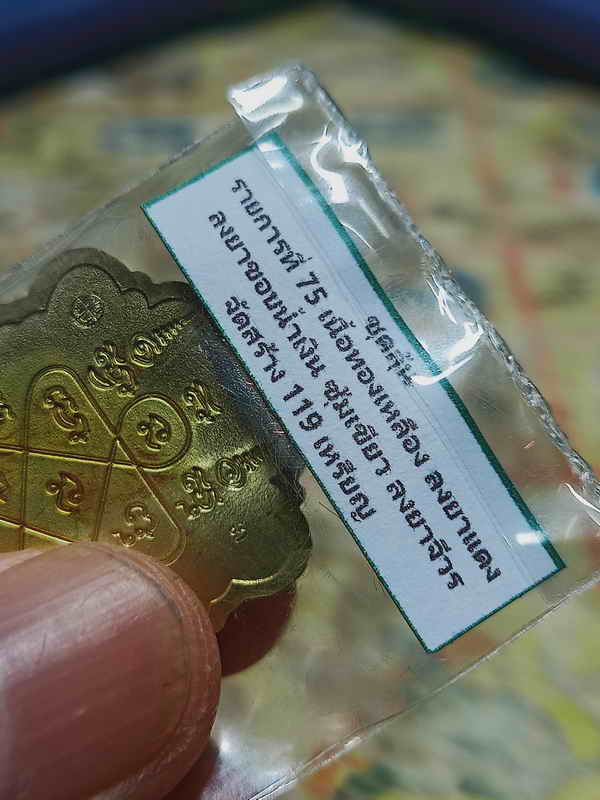 ชุดลุ้น
รายการที่ 75 เนื้อทองเหลือง ลงยาแดง
ลงยาขอบน้ำเงิน ซุ้มเขียว ลงยาจีวร
จัดสร้าง 119 เหรียญ